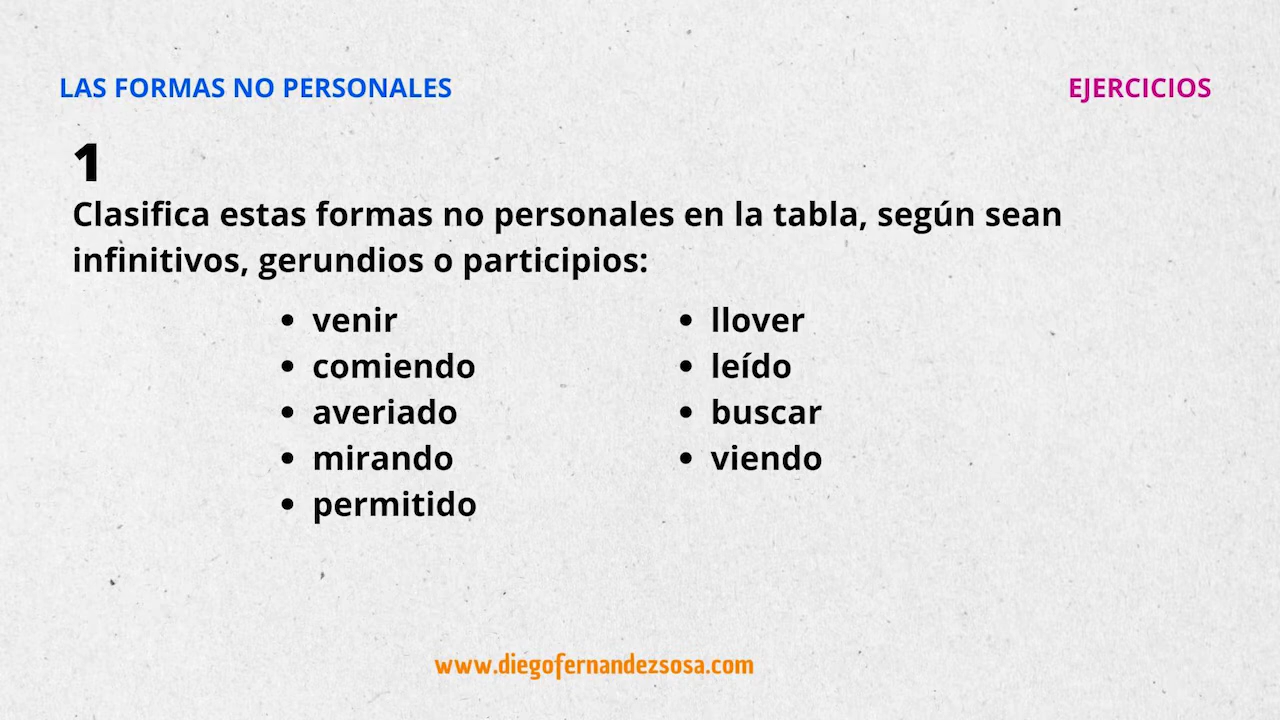 LAS FORMAS NO PERSONALES
EJERCICIOS
1
Clasifica estas formas no personales en la tabla, según sean
infinitivos, gerundios o participios:
• venir
• comiendo
• averiado
• mirando
• permitido
• llover
• leído
• buscar
• viendo
www.diegofernandezsosa.com